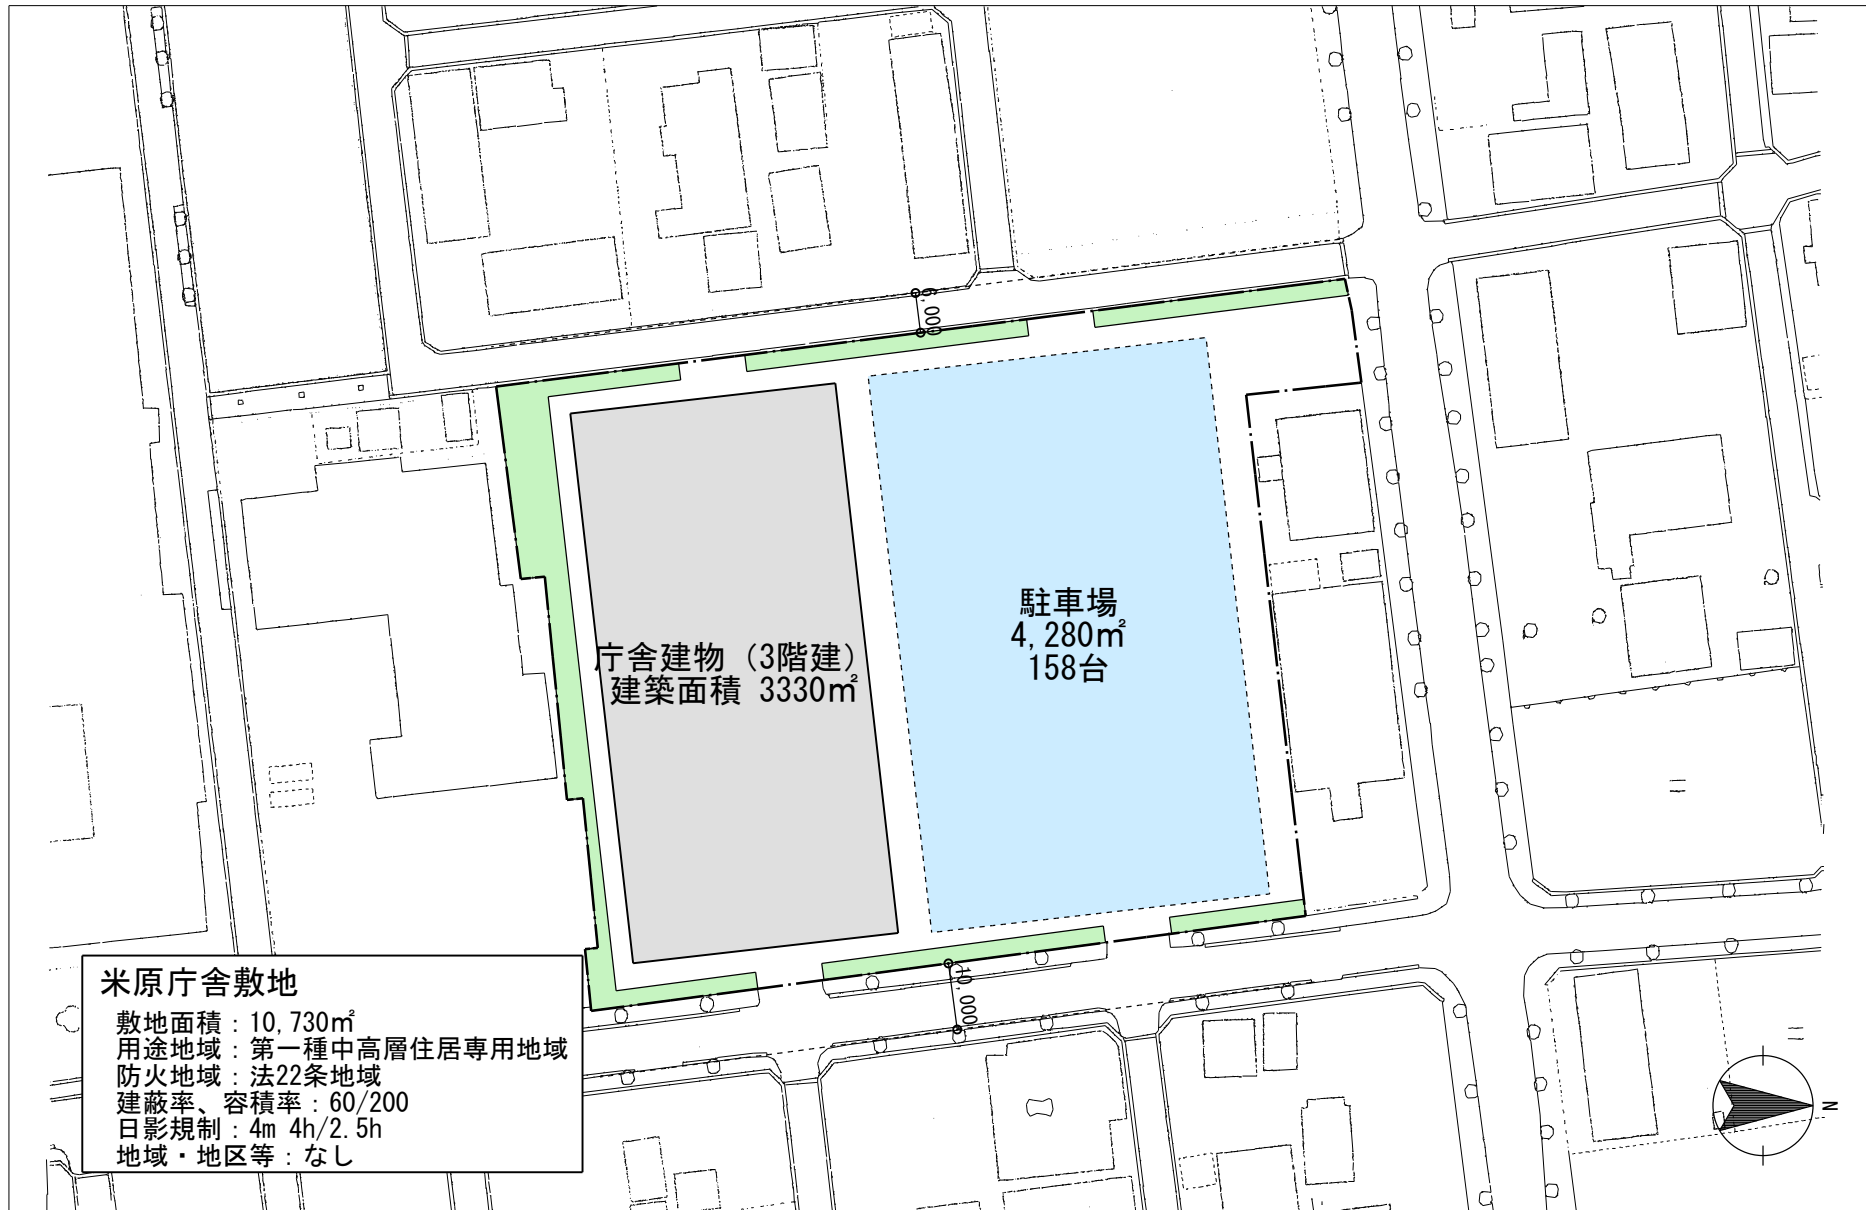 6,000
駐車場
4,280㎡
158台
庁舎建物（3階建）
建築面積 3330㎡
10,000
米原庁舎敷地
敷地面積：10,730㎡
用途地域：第一種中高層住居専用地域
防火地域：法22条地域
建蔽率、容積率：60/200
日影規制：4m 4h/2.5h
地域・地区等：なし
N